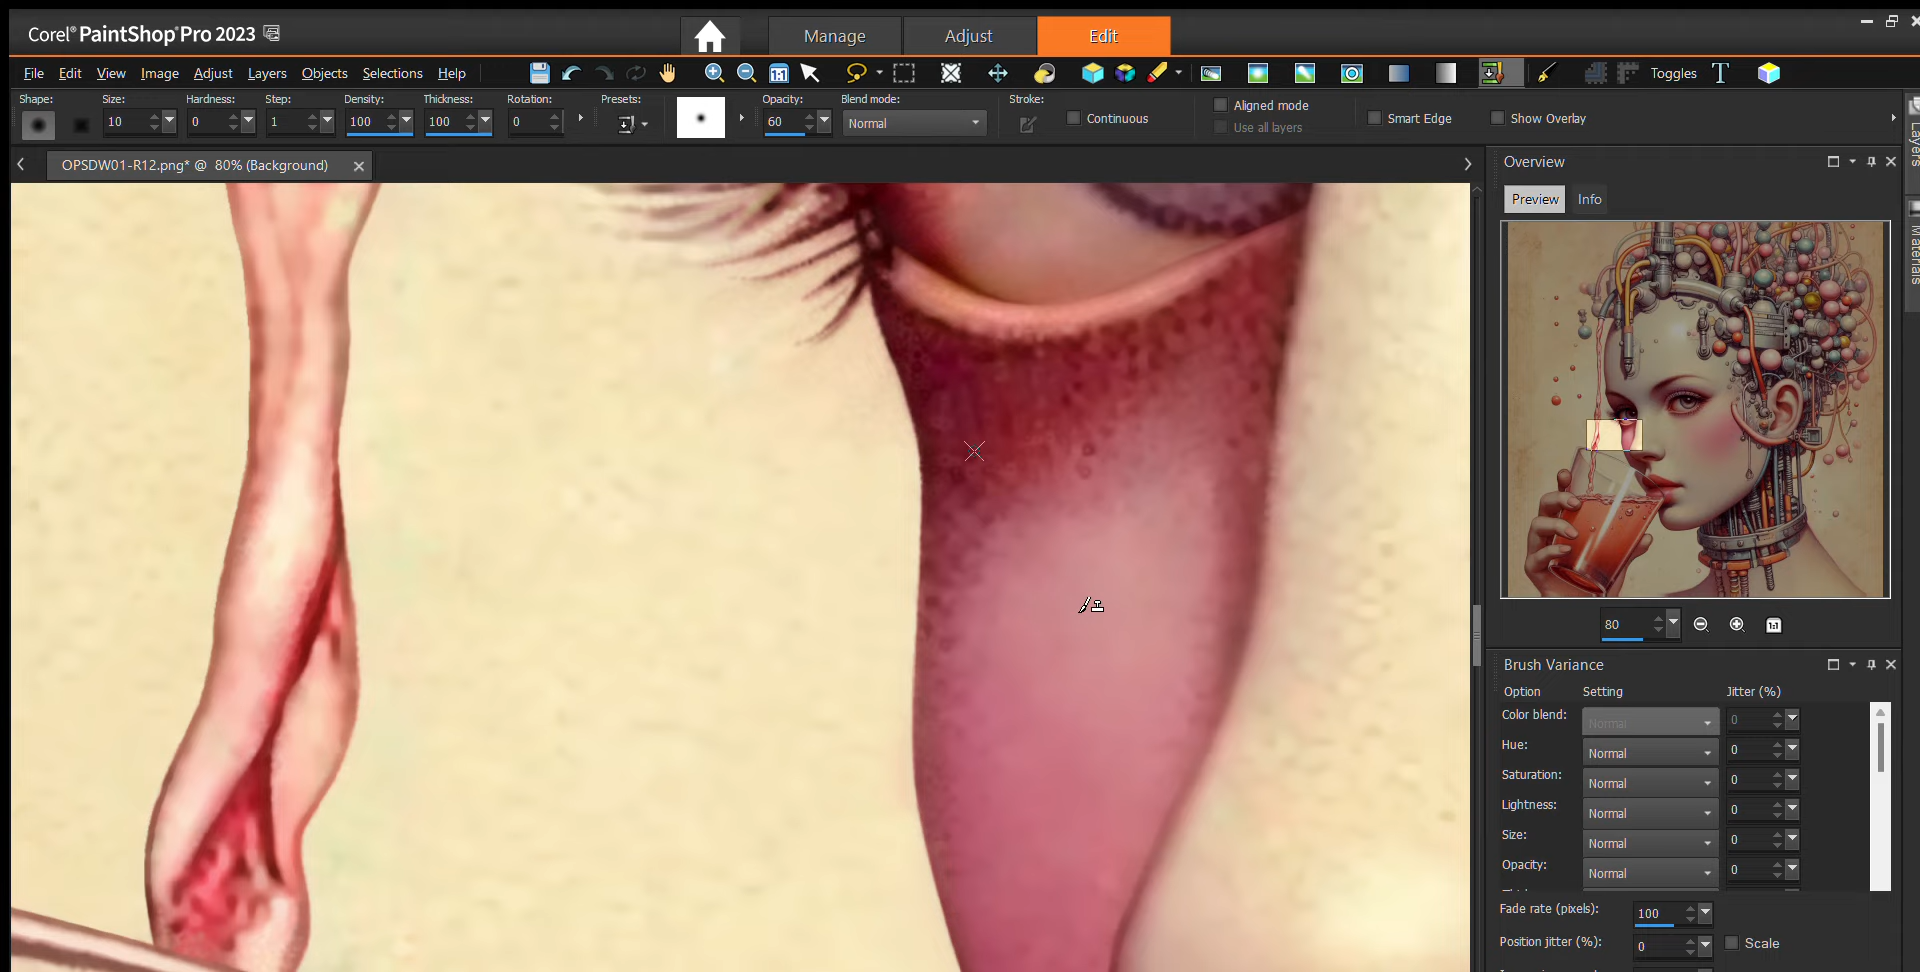 Corel® PaintShop® Pro 2023
Manage
Adjust
Edit
File Edit View Image Adjust Layers Objects Selections Help
1:1
Toggles
Shape:
Size:
Hardness:
Step:
Density:
Thickness:
Rotation:
Presets:
Opacity:
Blend mode:
Stroke:
10
0
1
100
100
0
60
Normal
Continuous
Aligned mode
Use all layers
Smart Edge
Show Overlay
OPSDW01-R12.png* @ 80% (Background)
Overview
Preview
Info
Layers
Materials
80
1:1
Brush Variance
Option Setting Jitter (%)
Color blend: Normal 0
Hue: Normal 0
Saturation: Normal 0
Lightness: Normal 0
Size: Normal 0
Opacity: Normal 0
Fade rate (pixels): 100
Position jitter (%): 0 Scale